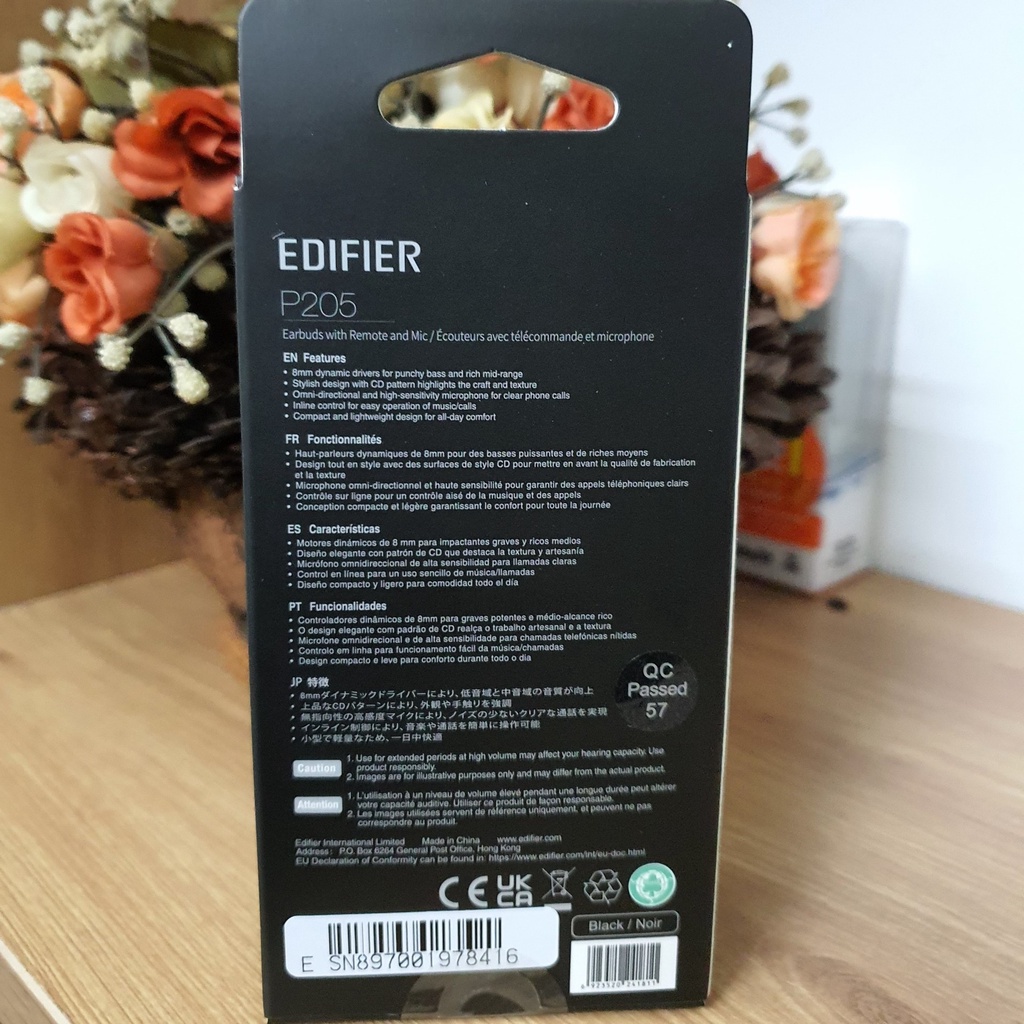 EDIFIER
P205
Earbuds with Remote and Mic / Écouteurs avec télécommande et microphone
EN Features
• 8mm dynamic drivers for punchy bass and rich mid-range
• Stylish design with CD pattern highlights the craft and texture
• Omni-directional and high-sensitivity microphone for clear phone calls
• Inline control for easy operation of music/calls
• Compact and lightweight design for all-day comfort
FR Fonctionnalités
• Haut-parleurs dynamiques de 8mm pour des basses puissantes et de riches moyens
• Design tout en style avec des surfaces de style CD pour mettre en avant la qualité de fabrication
et la texture
• Microphone omni-directionnel et haute sensibilité pour garantir des appels téléphoniques clairs
• Contrôle sur ligne pour un contrôle aisé de la musique et des appels
• Conception compacte et légère garantissant le confort pour toute la journée
ES Características
• Motores dinámicos de 8 mm para impactantes graves y ricos medios
• Diseño elegante con patrón de CD que destaca la textura y artesanía
• Micrófono omnidireccional de alta sensibilidad para llamadas claras
• Control en línea para un uso sencillo de música/llamadas
• Diseño compacto y ligero para comodidad todo el día
PT Funcionalidades
• Controladores dinâmicos de 8mm para graves potentes e médio-alcance rico
• O design elegante com padrão de CD realça o trabalho artesanal e a textura
• Microfone omnidirecional e de alta sensibilidade para chamadas telefónicas nítidas
• Controlo em linha para funcionamento fácil da música/chamadas
• Design compacto e leve para conforto durante todo o dia
JP 特徴
• 8mmダイナミックドライバーにより、低音域と中音域の音質が向上
• 上品なCDパターンにより、外観や手触りを強調
• 無指向性の高感度マイクにより、ノイズの少ないクリアな通話を実現
• インライン制御により、音楽や通話を簡単に操作可能
• 小型で軽量なため、一日中快適
QC
Passed
57
Caution
1. Use for extended periods at high volume may affect your hearing capacity. Use
product responsibly.
2. Images are for illustrative purposes only and may differ from the actual product.
Attention
1. L'utilisation à un niveau de volume élevé pendant une longue durée peut altérer
votre capacité auditive. Utiliser ce produit de façon responsable.
2. Les images utilisées servent de référence uniquement, et peuvent ne pas
correspondre au produit.
Edifier International Limited Made in China www.edifier.com
Address: P.O. Box 6264 General Post Office, Hong Kong
EU Declaration of Conformity can be found in: https://www.edifier.com/int/eu-doc.html
CE UK
CA
Black / Noir
E SN897001978416
6 923520 241811